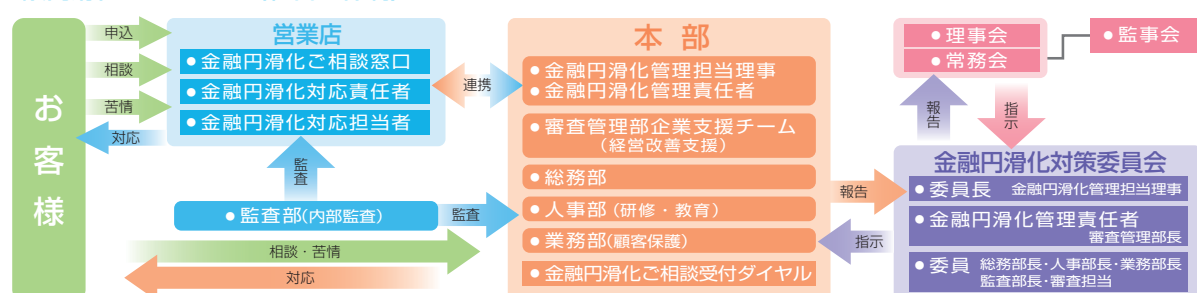 お客様
申込
相談
苦情
対応
営業店
●金融円滑化ご相談窓口
●金融円滑化対応責任者
●金融円滑化対応担当者
監査
●監査部(内部監査)
監査
相談・苦情
対応
連携
本部
●金融円滑化管理担当理事
●金融円滑化管理責任者
●審査管理部企業支援チーム
(経営改善支援)
●総務部
●人事部(研修・教育)
●業務部(顧客保護)
●金融円滑化ご相談受付ダイヤル
報告
指示
●理事会
●常務会
●監事会
報告
指示
金融円滑化対策委員会
●委員長 金融円滑化管理担当理事
●金融円滑化管理責任者
審査管理部長
●委員 総務部長・人事部長・業務部長
監査部長・審査担当